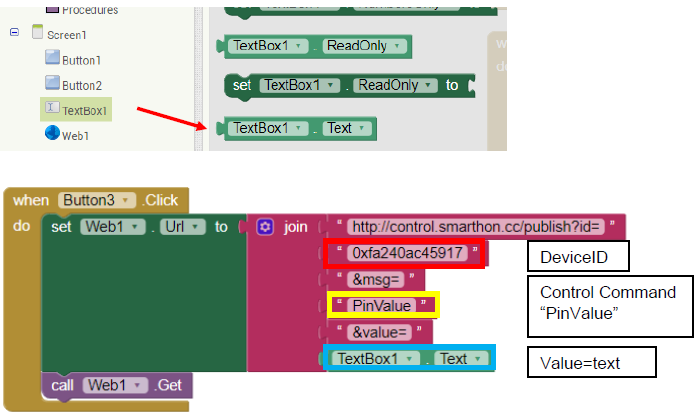 Procedures
Screen1
Button1
Button2
TextBox1
Web1
TextBox1 . ReadOnly
set TextBox1 . ReadOnly to
TextBox1 . Text
when Button3 .Click
do set Web1 . Url to join " http://control.smarthon.cc/publish?id= "
" 0xfa240ac45917 "
DeviceID
" &msg= "
" PinValue "
Control Command
“PinValue”
" &value= "
TextBox1 . Text
Value=text
call Web1 .Get